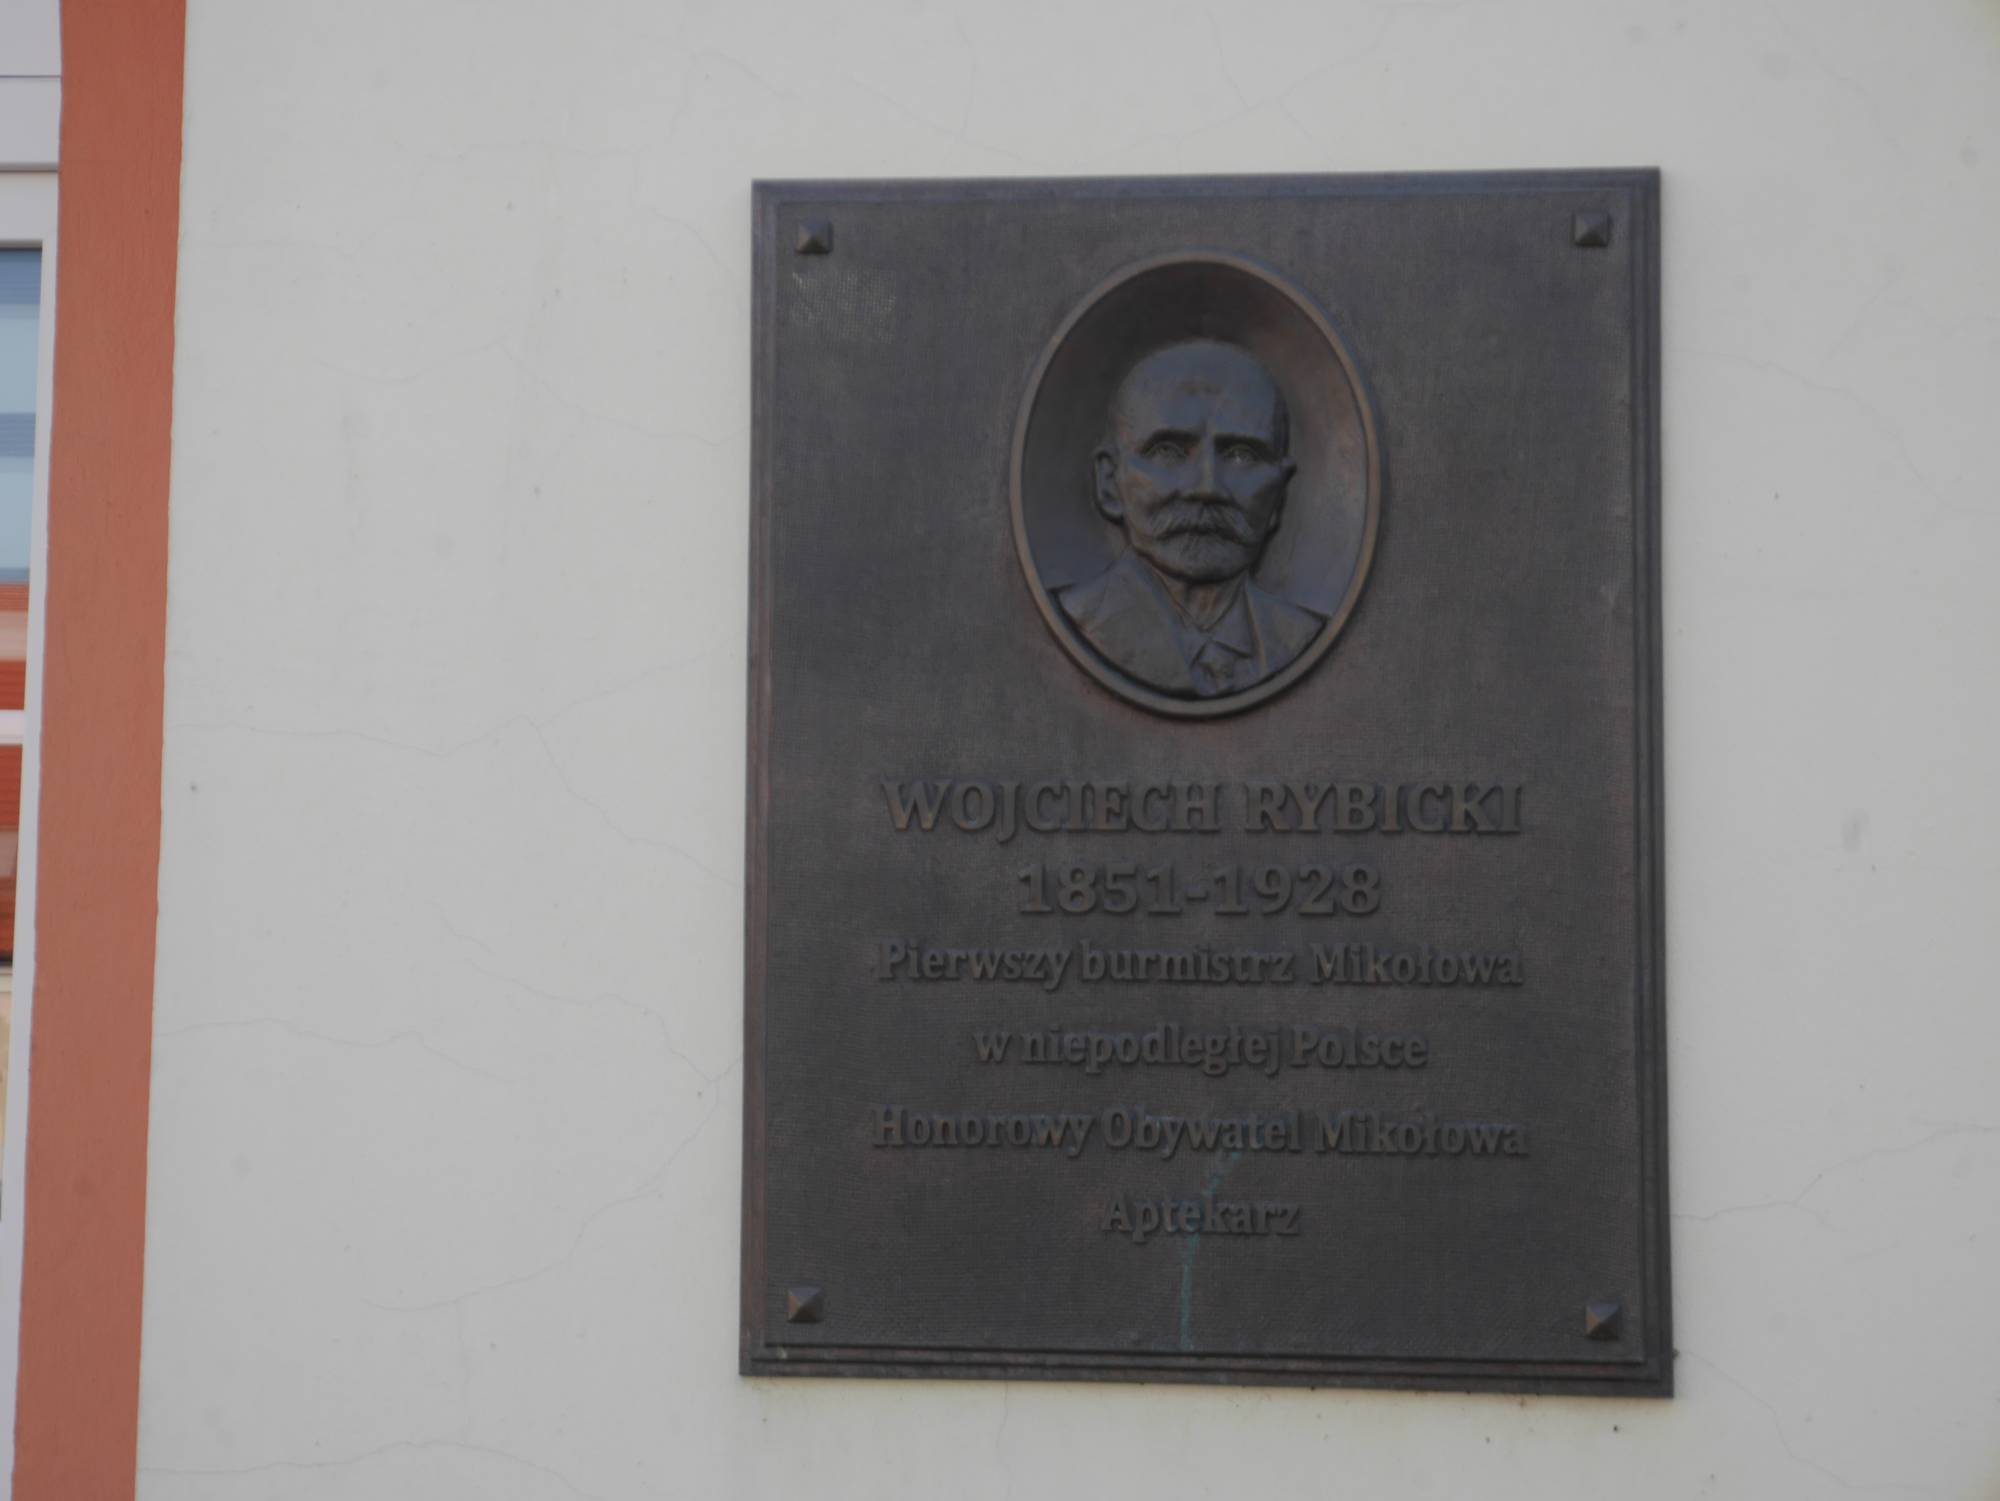 WOJCIECH RYBICKI
1851-1928
Pierwszy burmistrz Mikołowa
w niepodległej Polsce
Honorowy Obywatel Mikołowa
Aptekarz